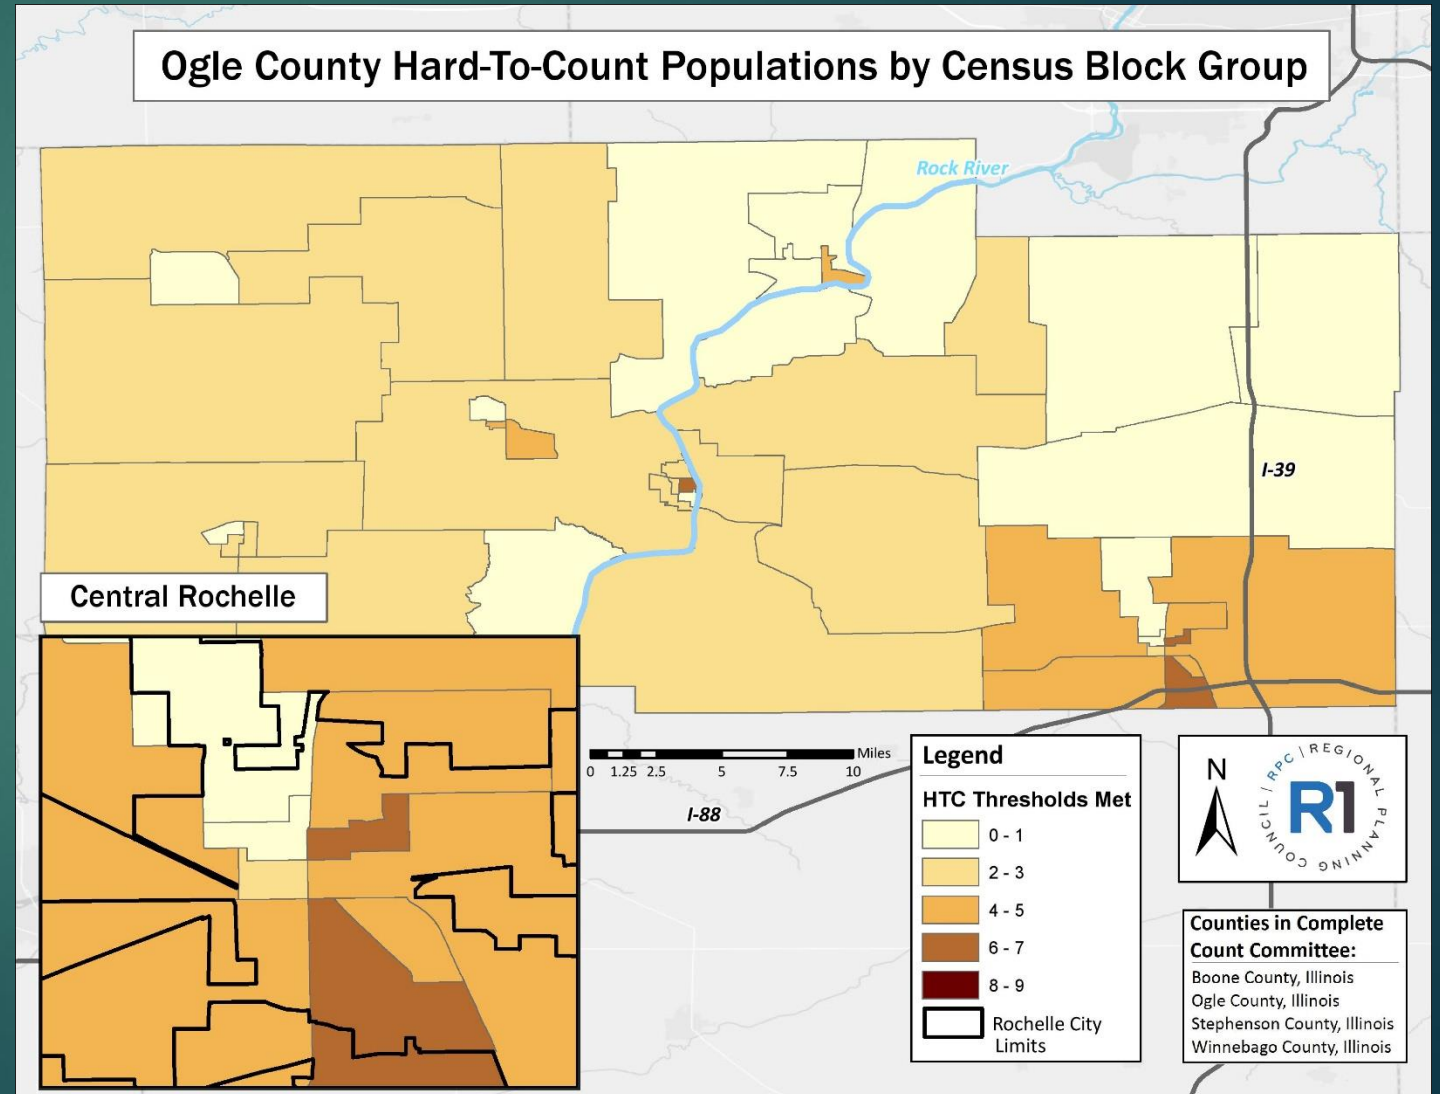 Ogle County Hard-To-Count Populations by Census Block Group
Rock River
I-39
Central Rochelle
Miles
0 1.25 2.5 5 7.5 10
I-88
Legend
HTC Thresholds Met
0 - 1
2 - 3
4 - 5
6 - 7
8 - 9
Rochelle City
Limits
N
RPC | REGIONAL PLANNING COUNCIL |
R1
Counties in Complete
Count Committee:
Boone County, Illinois
Ogle County, Illinois
Stephenson County, Illinois
Winnebago County, Illinois